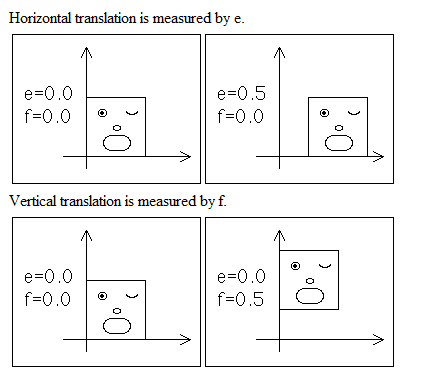 Horizontal translation is measured by e.
e=0.0 e=0.5
f=0.0 f=0.0
Vertical translation is measured by f.
e=0.0 e=0.0
f=0.0 f=0.5